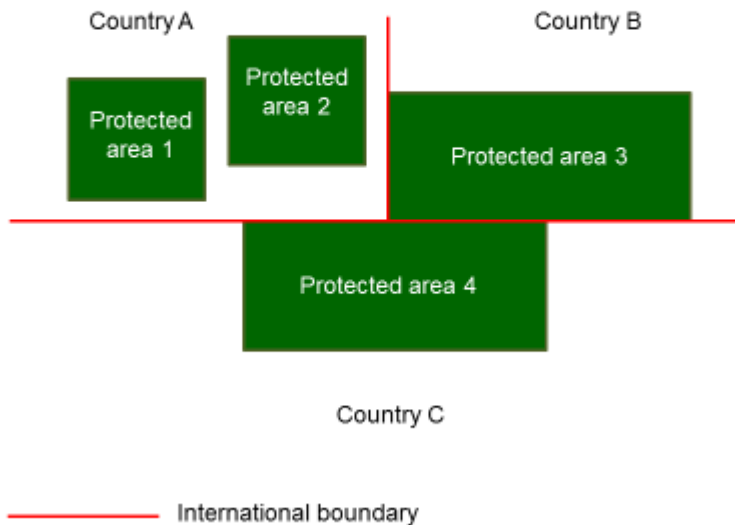 Country A
Country B
Protected
area 1
Protected
area 2
Protected area 3
Protected area 4
Country C
International boundary